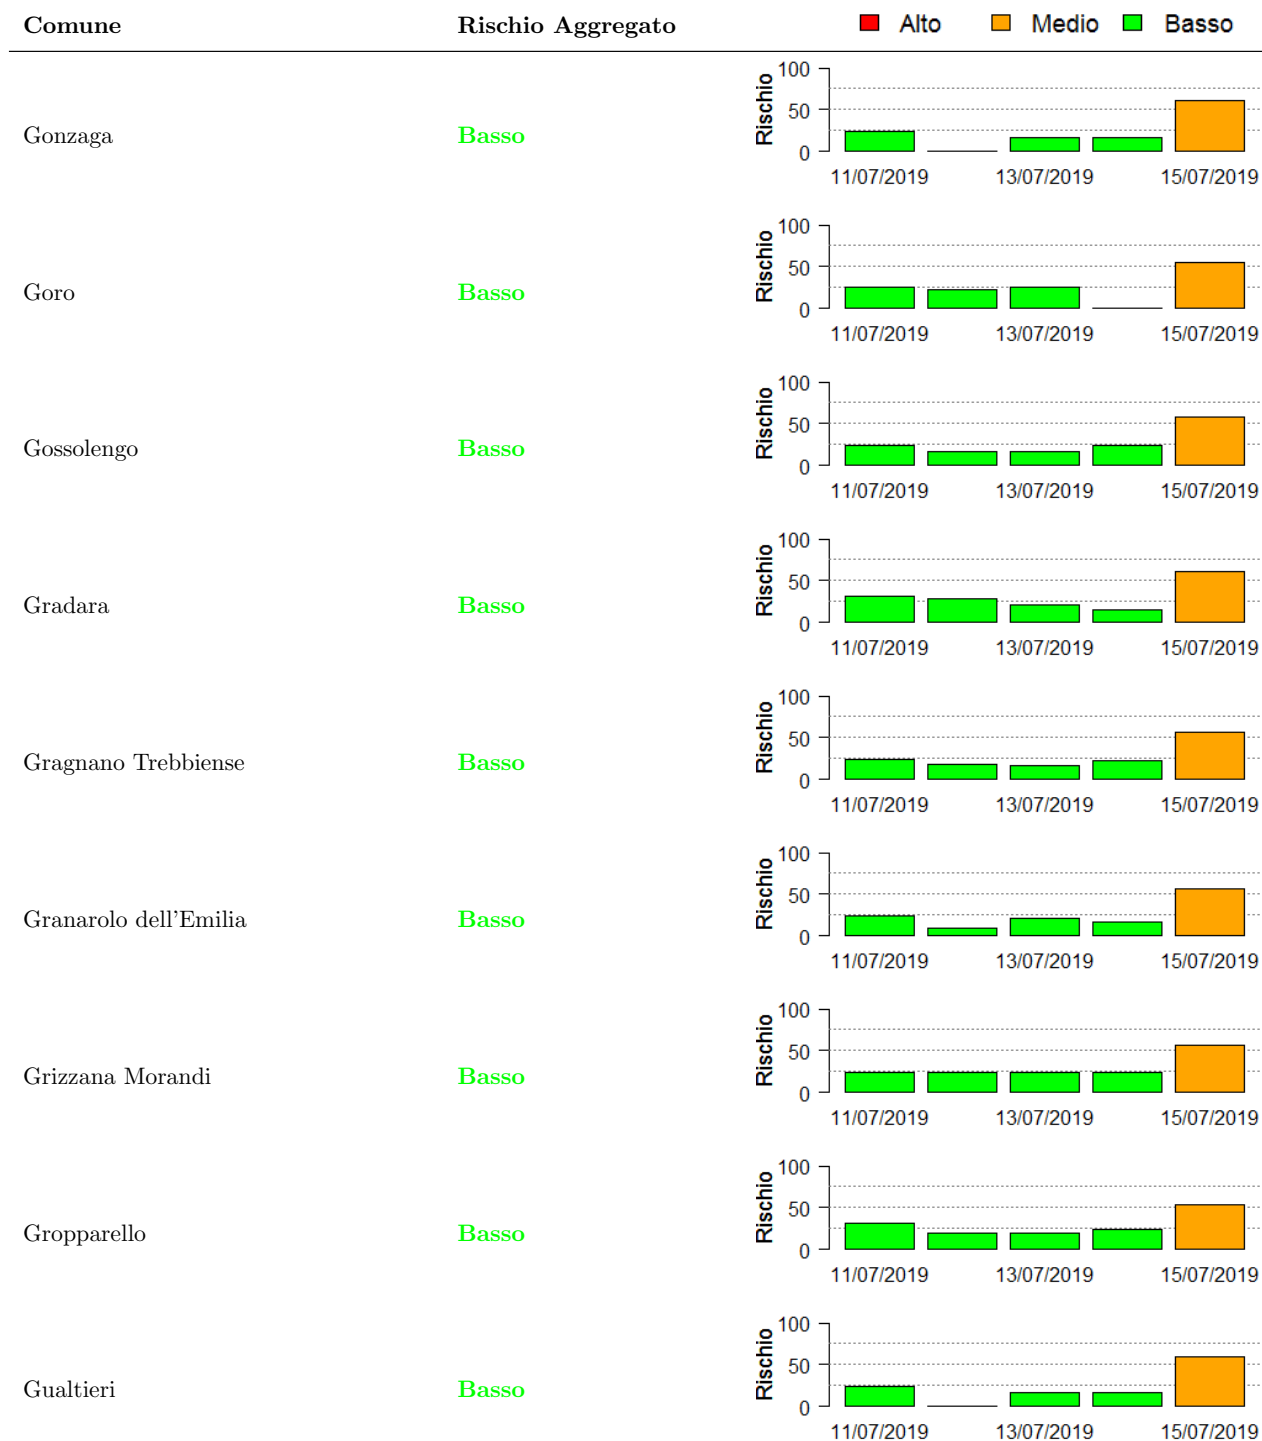 Comune Rischio Aggregato Alto Medio Basso
Gonzaga Basso Rischio 100 50 0
11/07/2019 13/07/2019 15/07/2019
Goro Basso Rischio 100 50 0
11/07/2019 13/07/2019 15/07/2019
Gossolengo Basso Rischio 100 50 0
11/07/2019 13/07/2019 15/07/2019
Gradara Basso Rischio 100 50 0
11/07/2019 13/07/2019 15/07/2019
Gragnano Trebbiense Basso Rischio 100 50 0
11/07/2019 13/07/2019 15/07/2019
Granarolo dell'Emilia Basso Rischio 100 50 0
11/07/2019 13/07/2019 15/07/2019
Grizzana Morandi Basso Rischio 100 50 0
11/07/2019 13/07/2019 15/07/2019
Gropparello Basso Rischio 100 50 0
11/07/2019 13/07/2019 15/07/2019
Gualtieri Basso Rischio 100 50 0
11/07/2019 13/07/2019 15/07/2019